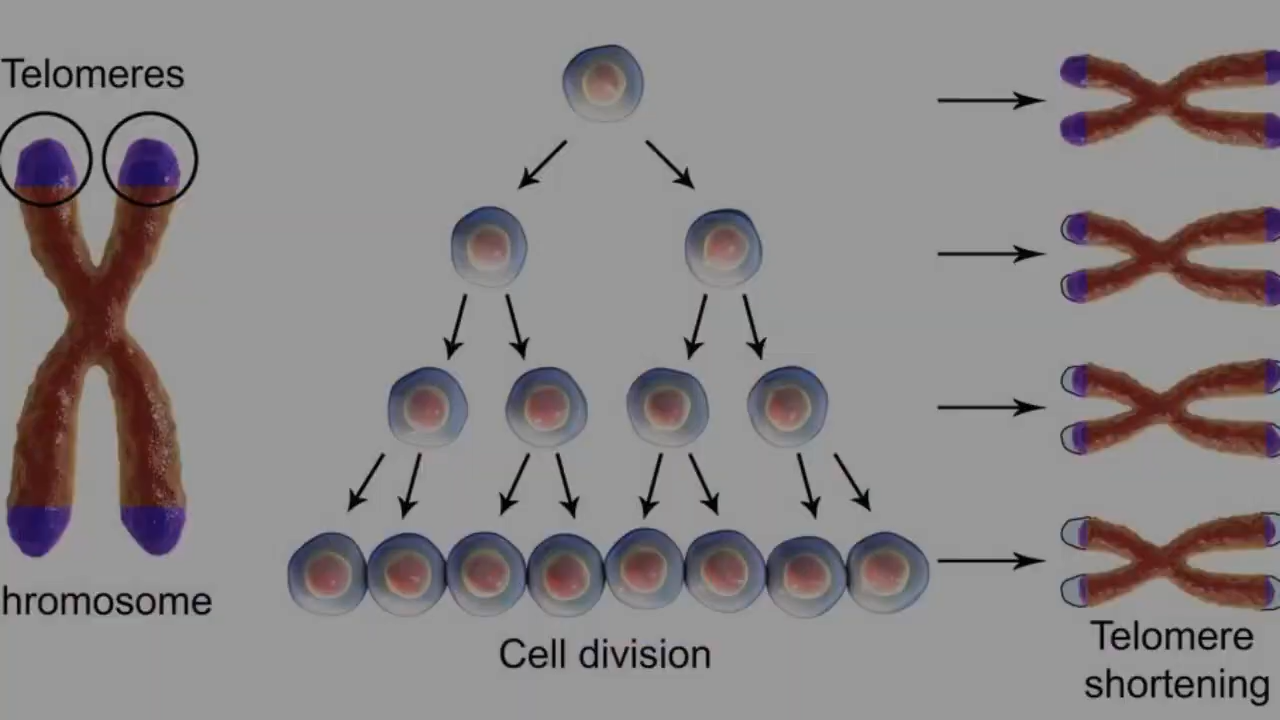 Telomeres
hromosome
Cell division
Telomere
shortening